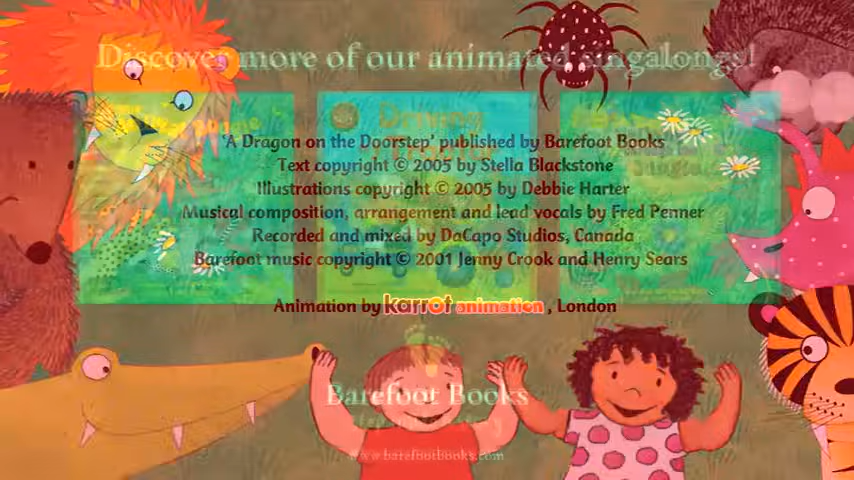 Discover more of our animated singalongs!
'A Dragon on the Doorstep' published by Barefoot Books
Text copyright © 2005 by Stella Blackstone
Illustrations copyright © 2005 by Debbie Harter
Musical composition, arrangement and lead vocals by Fred Penner
Recorded and mixed by DaCapo Studios, Canada
Barefoot music copyright © 2001 Jenny Crook and Henry Sears
Animation by karrot animation, London
Barefoot Books
www.barefootbooks.com